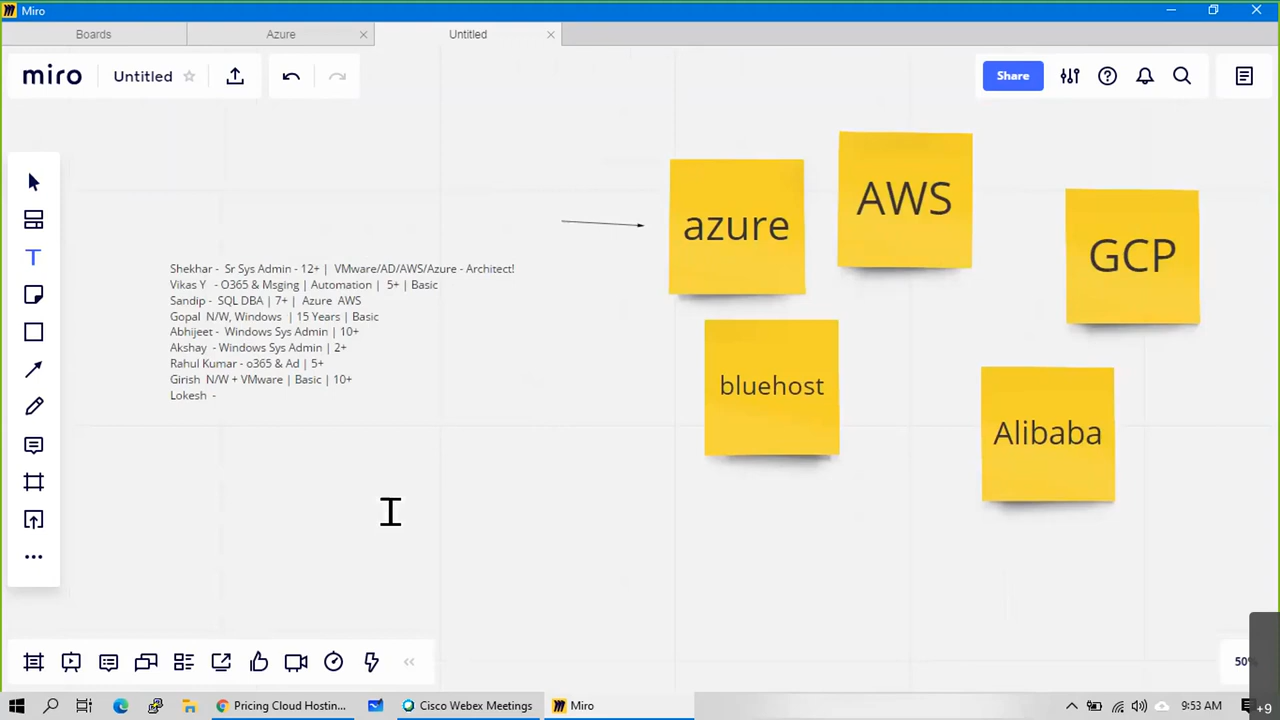 Miro
Boards
Azure
Untitled
miro
Untitled
Share
azure
AWS
GCP
bluehost
Alibaba
Shekhar - Sr Sys Admin - 12+ | VMware/AD/AWS/Azure - Architect!
Vikas Y - O365 & Msging | Automation | 5+ | Basic
Sandip - SQL DBA | 7+ | Azure AWS
Gopal N/W, Windows | 15 Years | Basic
Abhijeet - Windows Sys Admin | 10+
Akshay - Windows Sys Admin | 2+
Rahul Kumar - o365 & Ad | 5+
Girish N/W + VMware | Basic | 10+
Lokesh -
50%
Pricing Cloud Hostin...
Cisco Webex Meetings
Miro
9:53 AM
+9